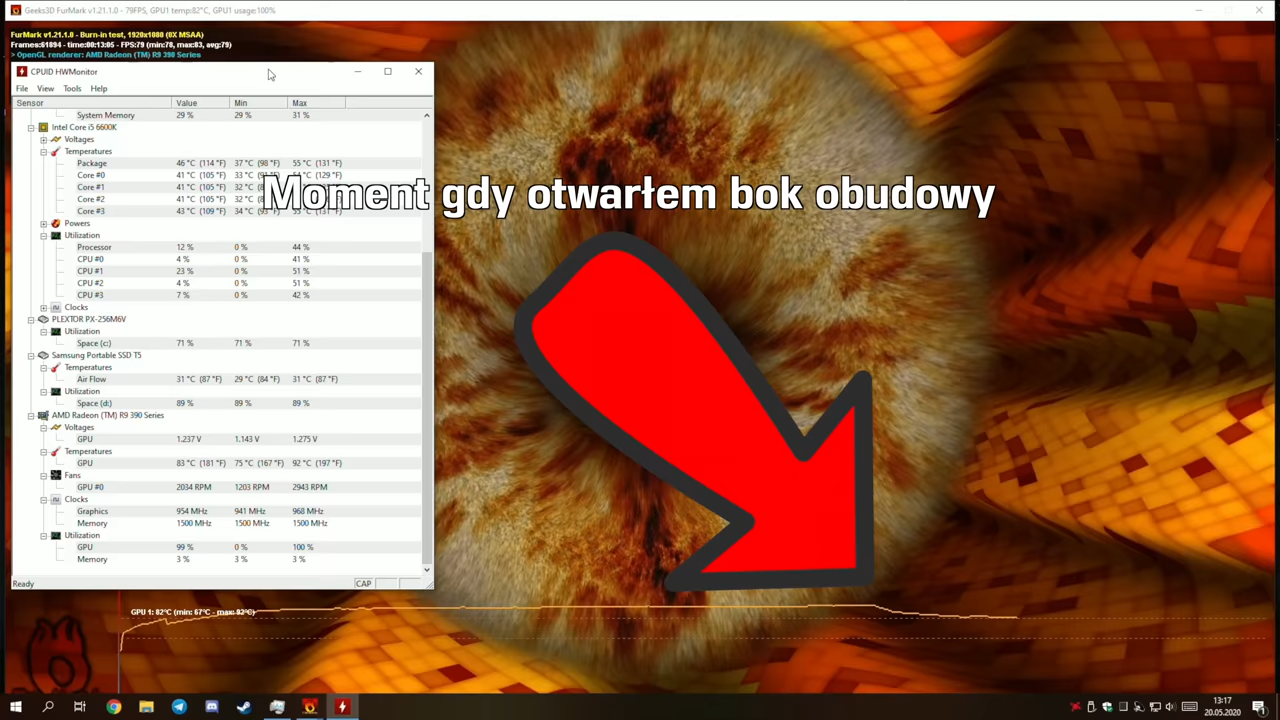 Geeks3D FurMark v1.21.1.0 - 79FPS, GPU1 temp:82°C, GPU1 usage:100%
FurMark v1.21.1.0 - Burn-in test, 1920x1080 (8X MSAA)
Frames:61894 - time:00:13:05 - FPS:79 (min:78, max:83, avg:79)
> OpenGL renderer: AMD Radeon (TM) R9 390 Series
CPUID HWMonitor
File View Tools Help
Sensor Value Min Max
System Memory 29 % 29 % 31 %
Intel Core i5 6600K
Voltages
Temperatures
Package 46 °C (114 °F) 37 °C (98 °F) 55 °C (131 °F)
Core #0 41 °C (105 °F) 33 °C (129 °F)
Core #1 41 °C (105 °F) 32 °C
Core #2 41 °C (105 °F) 32 °C
Core #3 43 °C (109 °F) 34 °C
Moment gdy otwarłem bok obudowy
Powers
Utilization
Processor 12 % 0 % 44 %
CPU #0 4 % 0 % 41 %
CPU #1 23 % 0 % 51 %
CPU #2 4 % 0 % 51 %
CPU #3 7 % 0 % 42 %
Clocks
PLEXTOR PX-256M6V
Utilization
Space (c:) 71 % 71 % 71 %
Samsung Portable SSD T5
Temperatures
Air Flow 31 °C (87 °F) 29 °C (84 °F) 31 °C (87 °F)
Utilization
Space (d:) 89 % 89 % 89 %
AMD Radeon (TM) R9 390 Series
Voltages
GPU 1.237 V 1.143 V 1.275 V
Temperatures
GPU 83 °C (181 °F) 75 °C (167 °F) 92 °C (197 °F)
Fans
GPU #0 2034 RPM 1203 RPM 2943 RPM
Clocks
Graphics 954 MHz 941 MHz 968 MHz
Memory 1500 MHz 1500 MHz 1500 MHz
Utilization
GPU 99 % 0 % 100 %
Memory 3 % 3 % 3 %
Ready CAP
GPU 1: 82°C (min: 67°C - max: 92°C)
13:17
20.05.2020